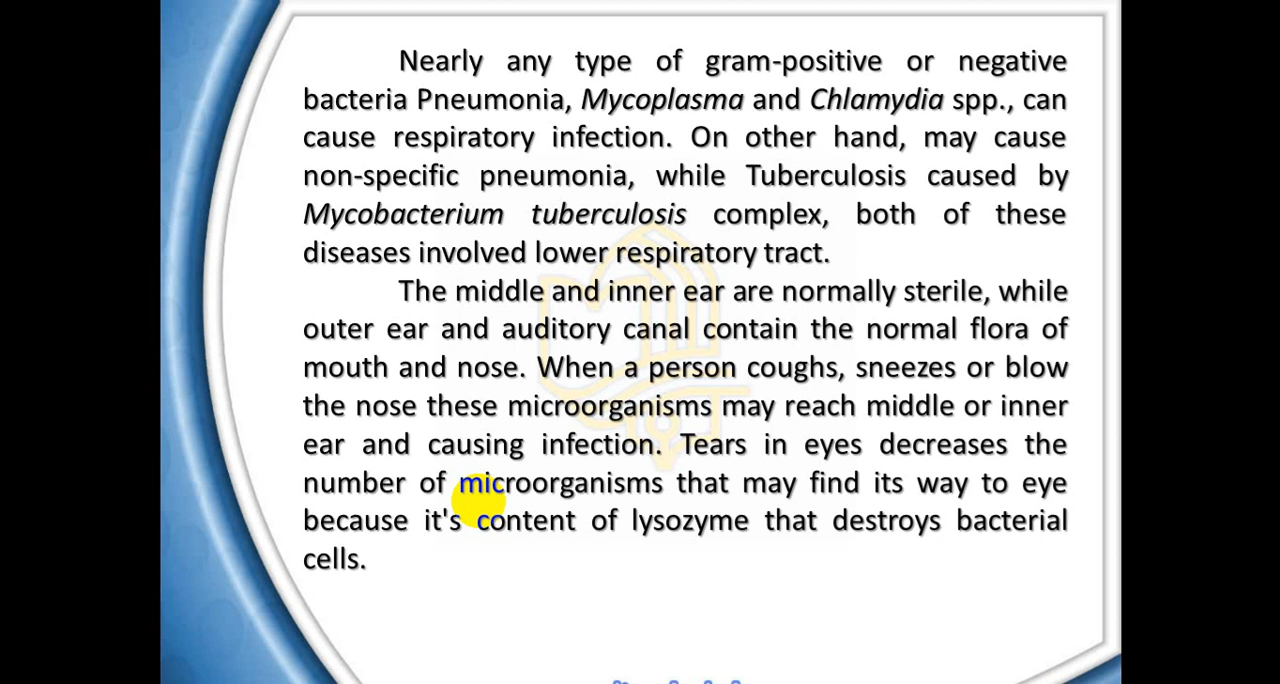 Nearly any type of gram-positive or negative
bacteria Pneumonia, Mycoplasma and Chlamydia spp., can
cause respiratory infection. On other hand, may cause
non-specific pneumonia, while Tuberculosis caused by
Mycobacterium tuberculosis complex, both of these
diseases involved lower respiratory tract.
The middle and inner ear are normally sterile, while
outer ear and auditory canal contain the normal flora of
mouth and nose. When a person coughs, sneezes or blow
the nose these microorganisms may reach middle or inner
ear and causing infection. Tears in eyes decreases the
number of microorganisms that may find its way to eye
because it's content of lysozyme that destroys bacterial
cells.